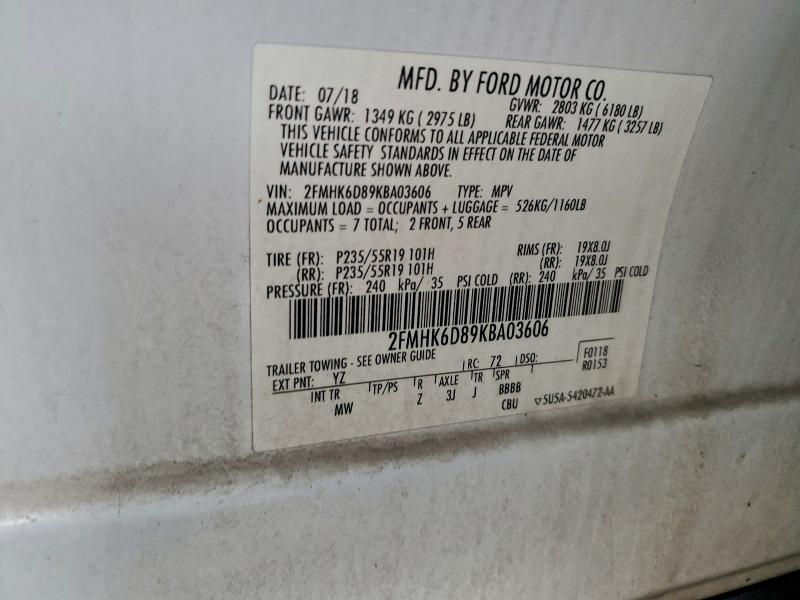 MFD. BY FORD MOTOR CO.
DATE: 07/18 GVWR: 2803 KG ( 6180 LB)
FRONT GAWR: 1349 KG ( 2975 LB) REAR GAWR: 1477 KG ( 3257 LB)
THIS VEHICLE CONFORMS TO ALL APPLICABLE FEDERAL MOTOR
VEHICLE SAFETY STANDARDS IN EFFECT ON THE DATE OF
MANUFACTURE SHOWN ABOVE.
VIN: 2FMHK6D89KBA03606 TYPE: MPV
MAXIMUM LOAD = OCCUPANTS + LUGGAGE = 526KG/1160LB
OCCUPANTS = 7 TOTAL; 2 FRONT, 5 REAR
TIRE (FR): P235/55R19 101H RIMS (FR): 19X8.0J
(RR): P235/55R19 101H (RR): 19X8.0J
PRESSURE (FR): 240 kPa/ 35 PSI COLD (RR): 240 kPa/ 35 PSI COLD
2FMHK6D89KBA03606
TRAILER TOWING - SEE OWNER GUIDE
F0118
R0153
EXT PNT: YZ RC: 72 DSO:
INT TR TP/PS R AXLE TR SPR
MW Z 3J J BBBB
CBU ▽5U5A-5420472-AA